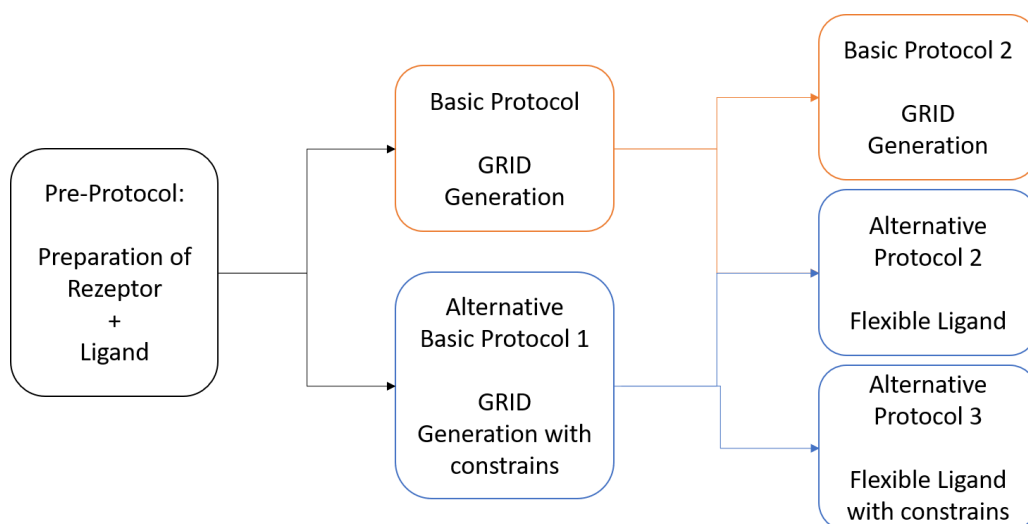 Pre-Protocol:
Preparation of
Rezeptor
+
Ligand
Basic Protocol
GRID
Generation
Alternative
Basic Protocol 1
GRID
Generation with
constrains
Basic Protocol 2
GRID
Generation
Alternative
Protocol 2
Flexible Ligand
Alternative
Protocol 3
Flexible Ligand
with constrains